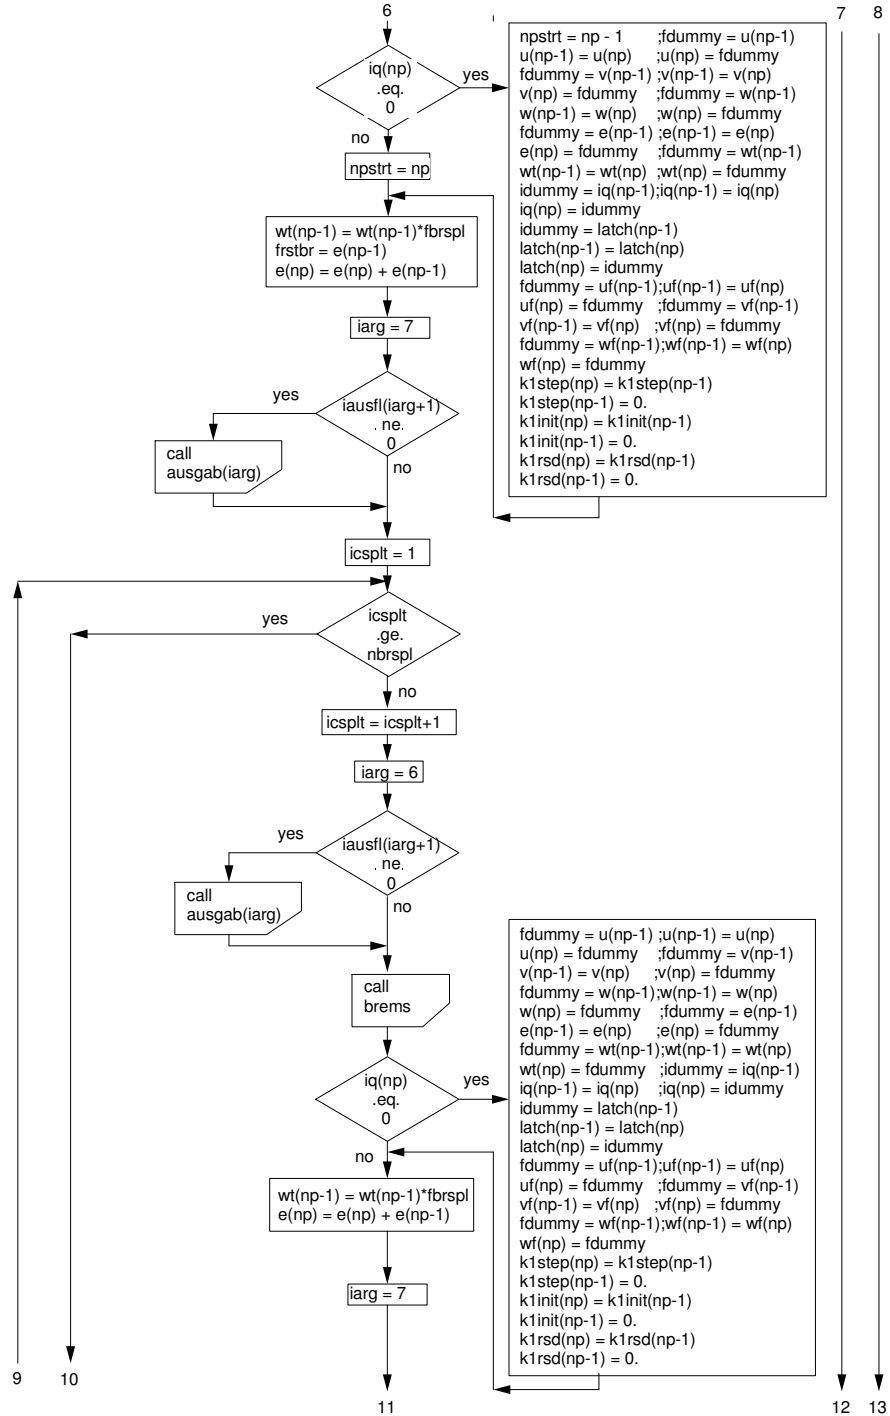 6
7
8
iq(np)
.eq.
0
yes
no
npstrt = np - 1 ;fdummy = u(np-1)
u(np-1) = u(np) ;u(np) = fdummy
fdummy = v(np-1) ;v(np-1) = v(np)
v(np) = fdummy ;fdummy = w(np-1)
w(np-1) = w(np) ;w(np) = fdummy
fdummy = e(np-1) ;e(np-1) = e(np)
e(np) = fdummy ;fdummy = wt(np-1)
wt(np-1) = wt(np) ;wt(np) = fdummy
idummy = iq(np-1);iq(np-1) = iq(np)
iq(np) = idummy
idummy = latch(np-1)
latch(np-1) = latch(np)
latch(np) = idummy
fdummy = uf(np-1);uf(np-1) = uf(np)
uf(np) = fdummy ;fdummy = vf(np-1)
vf(np-1) = vf(np) ;vf(np) = fdummy
fdummy = wf(np-1);wf(np-1) = wf(np)
wf(np) = fdummy
k1step(np) = k1step(np-1)
k1step(np-1) = 0.
k1init(np) = k1init(np-1)
k1init(np-1) = 0.
k1rsd(np) = k1rsd(np-1)
k1rsd(np-1) = 0.
npstrt = np
wt(np-1) = wt(np-1)*fbrspl
frstbr = e(np-1)
e(np) = e(np) + e(np-1)
iarg = 7
iausfl(iarg+1)
.ne.
0
yes
no
call
ausgab(iarg)
icsplt = 1
icsplt
.ge.
nbrspl
yes
no
icsplt = icsplt+1
iarg = 6
iausfl(iarg+1)
.ne.
0
yes
no
call
ausgab(iarg)
call
brems
iq(np)
.eq.
0
yes
no
fdummy = u(np-1) ;u(np-1) = u(np)
u(np) = fdummy ;fdummy = v(np-1)
v(np-1) = v(np) ;v(np) = fdummy
fdummy = w(np-1);w(np-1) = w(np)
w(np) = fdummy ;fdummy = e(np-1)
e(np-1) = e(np) ;e(np) = fdummy
fdummy = wt(np-1);wt(np-1) = wt(np)
wt(np) = fdummy ;idummy = iq(np-1)
iq(np-1) = iq(np) ;iq(np) = idummy
idummy = latch(np-1)
latch(np-1) = latch(np)
latch(np) = idummy
fdummy = uf(np-1);uf(np-1) = uf(np)
uf(np) = fdummy ;fdummy = vf(np-1)
vf(np-1) = vf(np) ;vf(np) = fdummy
fdummy = wf(np-1);wf(np-1) = wf(np)
wf(np) = fdummy
k1step(np) = k1step(np-1)
k1step(np-1) = 0.
k1init(np) = k1init(np-1)
k1init(np-1) = 0.
k1rsd(np) = k1rsd(np-1)
k1rsd(np-1) = 0.
wt(np-1) = wt(np-1)*fbrspl
e(np) = e(np) + e(np-1)
iarg = 7
9
10
11
12
13